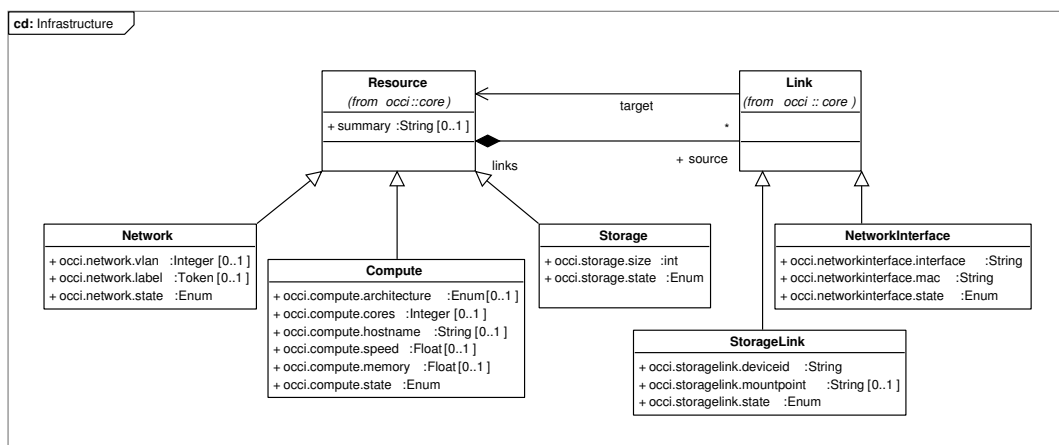 cd: Infrastructure
Resource
(from occi::core)
+ summary :String [0..1 ]
Link
(from occi :: core )
target
*
+ source
links
Network
+ occi.network.vlan :Integer [0..1 ]
+ occi.network.label :Token [0..1 ]
+ occi.network.state :Enum
Compute
+ occi.compute.architecture :Enum[0..1 ]
+ occi.compute.cores :Integer [0..1 ]
+ occi.compute.hostname :String [0..1 ]
+ occi.compute.speed :Float[0..1 ]
+ occi.compute.memory :Float[0..1 ]
+ occi.compute.state :Enum
Storage
+ occi.storage.size :int
+ occi.storage.state :Enum
NetworkInterface
+ occi.networkinterface.interface :String
+ occi.networkinterface.mac :String
+ occi.networkinterface.state :Enum
StorageLink
+ occi.storagelink.deviceid :String
+ occi.storagelink.mountpoint :String [0..1 ]
+ occi.storagelink.state :Enum